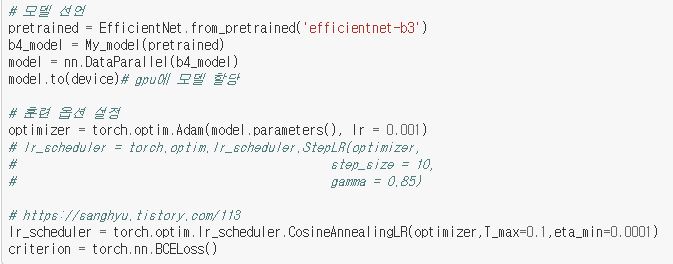 # 모델 선언
pretrained = EfficientNet.from_pretrained('efficientnet-b3')
b4_model = My_model(pretrained)
model = nn.DataParallel(b4_model)
model.to(device)# gpu에 모델 할당
# 훈련 옵션 설정
optimizer = torch.optim.Adam(model.parameters(), lr = 0.001)
# lr_scheduler = torch.optim.lr_scheduler.StepLR(optimizer,
# step_size = 10,
# gamma = 0.85)
# https://sanghyu.tistory.com/113
lr_scheduler = torch.optim.lr_scheduler.CosineAnnealingLR(optimizer,T_max=0.1,eta_min=0.0001)
criterion = torch.nn.BCELoss()